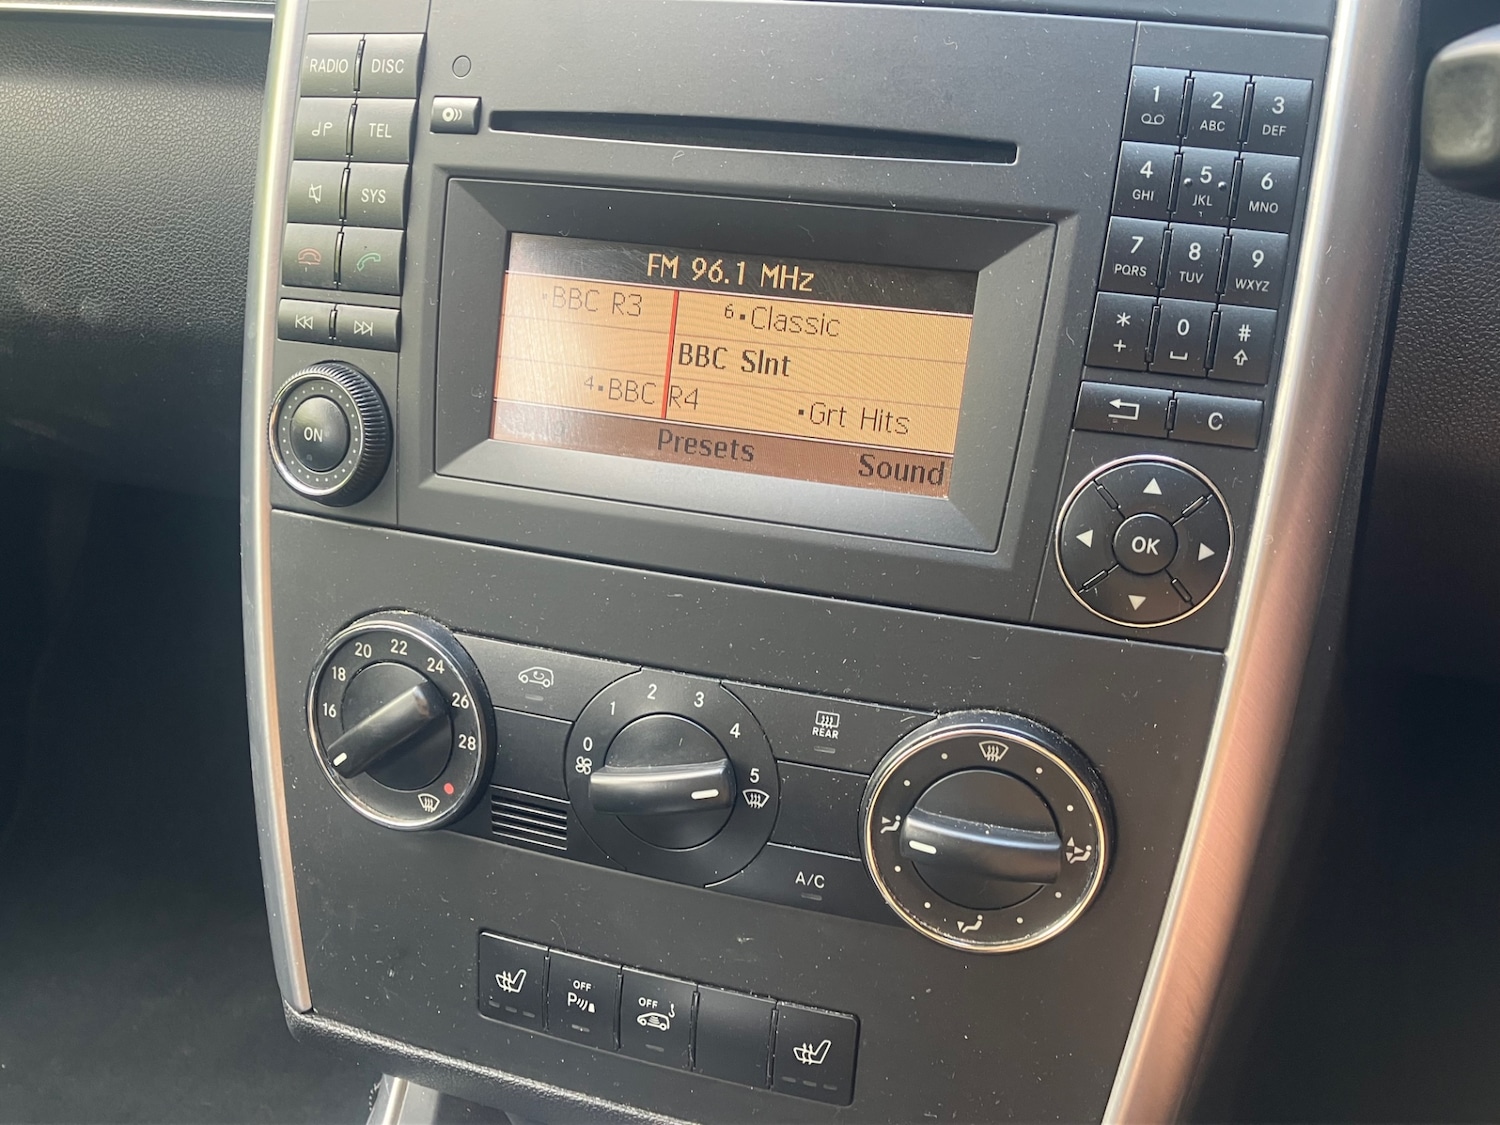 RADIO DISC
TEL
SYS
ON
FM 96.1 MHz
BBC R3
6 Classic
BBC Slnt
4 BBC R4
Grt Hits
Presets
Sound
1 2 ABC 3 DEF
4 GHI 5 JKL 6 MNO
7 PQRS 8 TUV 9 WXYZ
* + 0 #
C
OK
16 18 20 22 24 26 28
0 1 2 3 4 5
REAR
A/C
OFF P
OFF